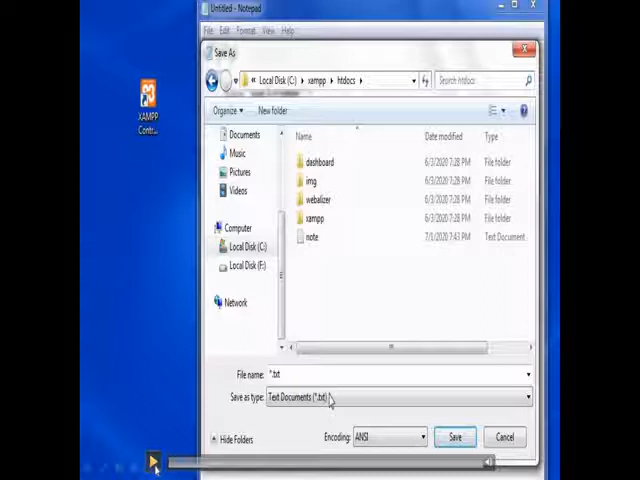 Untitled - Notepad
File Edit Format View Help
Save As
« Local Disk (C:) ▸ xampp ▸ htdocs ▸
Search htdocs
Organize ▾ New folder
Documents
Music
Pictures
Videos
Computer
Local Disk (C:)
Local Disk (F:)
Network
Name Date modified Type
dashboard 6/3/2020 7:28 PM File folder
img 6/3/2020 7:28 PM File folder
webalizer 6/3/2020 7:28 PM File folder
xampp 6/3/2020 7:28 PM File folder
note 7/1/2020 7:43 PM Text Document
File name: *.txt
Save as type: Text Documents (*.txt)
Hide Folders
Encoding: ANSI
Save Cancel
XAMPP
Contr...